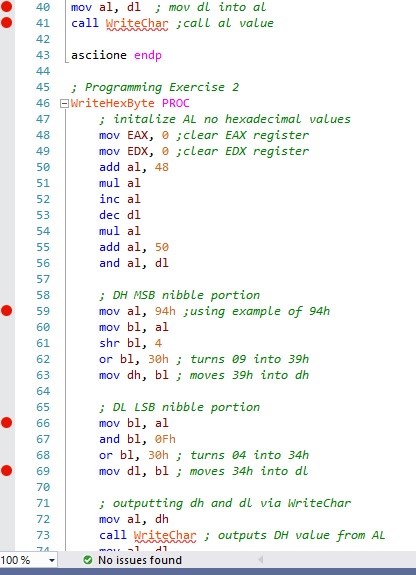 40 mov al, dl ; mov dl into al
41 call WriteChar ;call al value
42
43 asciione endp
44
45 ; Programming Exercise 2
46 WriteHexByte PROC
47 ; initalize AL no hexadecimal values
48 mov EAX, 0 ;clear EAX register
49 mov EDX, 0 ;clear EDX register
50 add al, 48
51 mul al
52 inc al
53 dec dl
54 mul al
55 add al, 50
56 and al, dl
57
58 ; DH MSB nibble portion
59 mov al, 94h ;using example of 94h
60 mov bl, al
61 shr bl, 4
62 or bl, 30h ; turns 09 into 39h
63 mov dh, bl ; moves 39h into dh
64
65 ; DL LSB nibble portion
66 mov bl, al
67 and bl, 0Fh
68 or bl, 30h ; turns 04 into 34h
69 mov dl, bl ; moves 34h into dl
70
71 ; outputting dh and dl via WriteChar
72 mov al, dh
73 call WriteChar ; outputs DH value from AL
74 mov al, dl
100 % No issues found